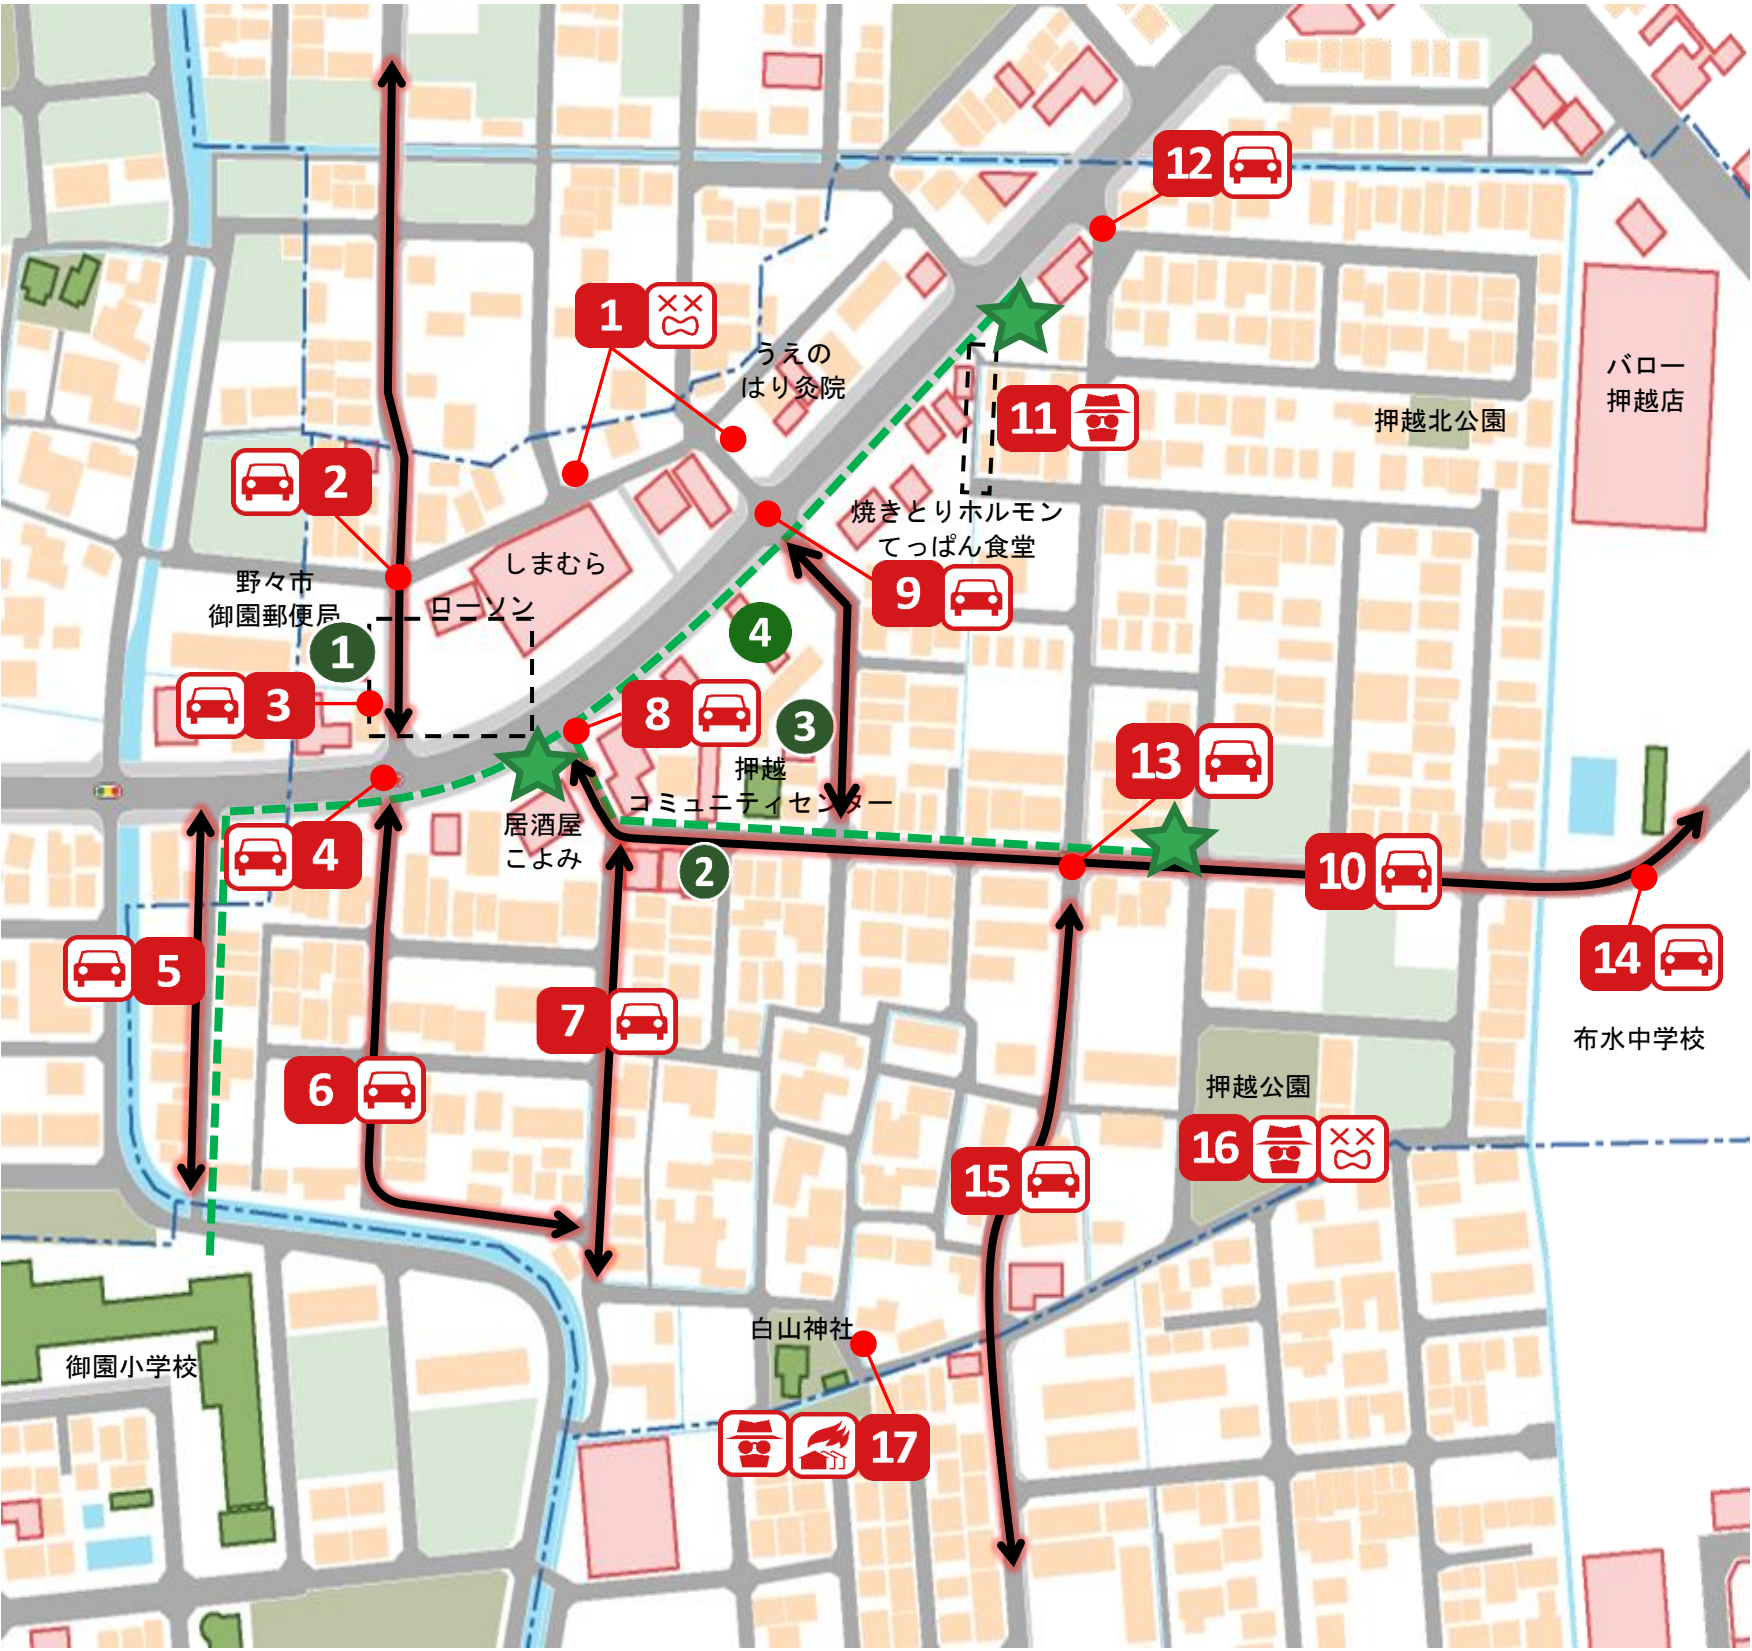 12
1
うえの
はり灸院
バロー
押越店
11
押越北公園
2
焼きとりホルモン
てっぱん食堂
しまむら
野々市
御園郵便局
ローソン
9
1
4
3
8
3
13
押越
コミュニティセンター
居酒屋
こよみ
4
2
10
5
14
7
布水中学校
6
押越公園
16
15
白山神社
御園小学校
17